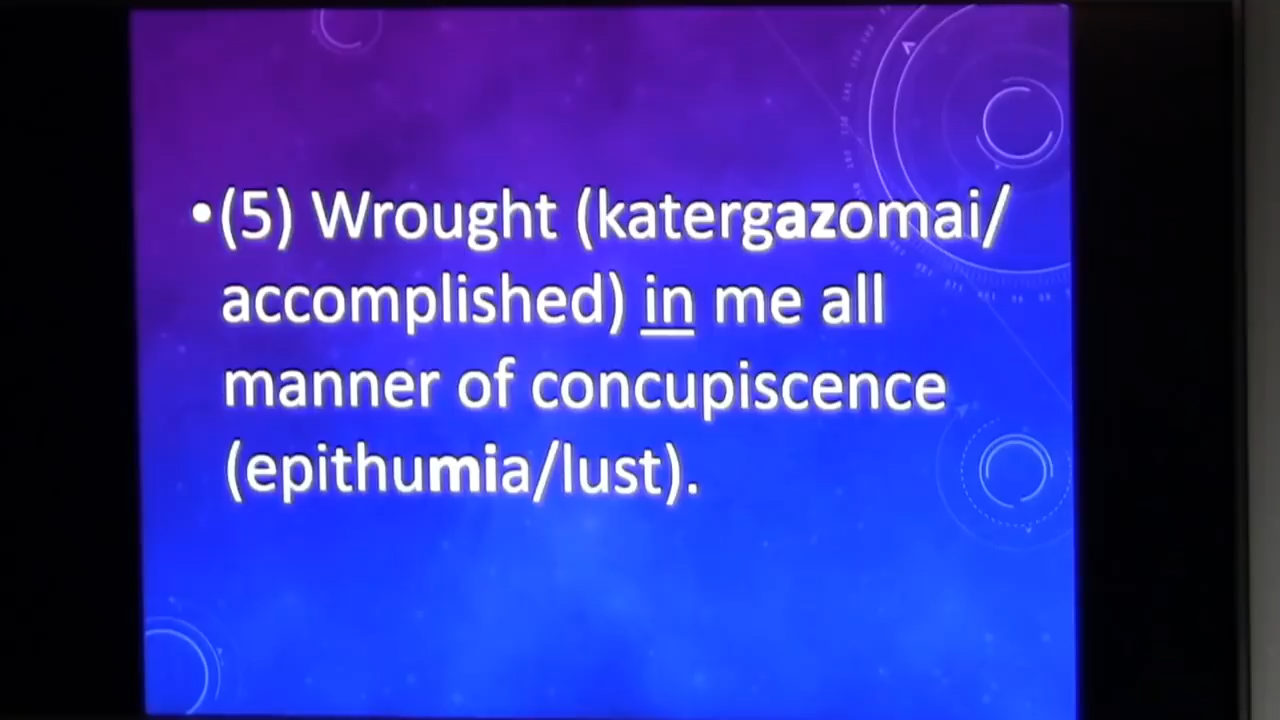 •(5) Wrought (katergazomai/
accomplished) in me all
manner of concupiscence
(epithumia/lust).